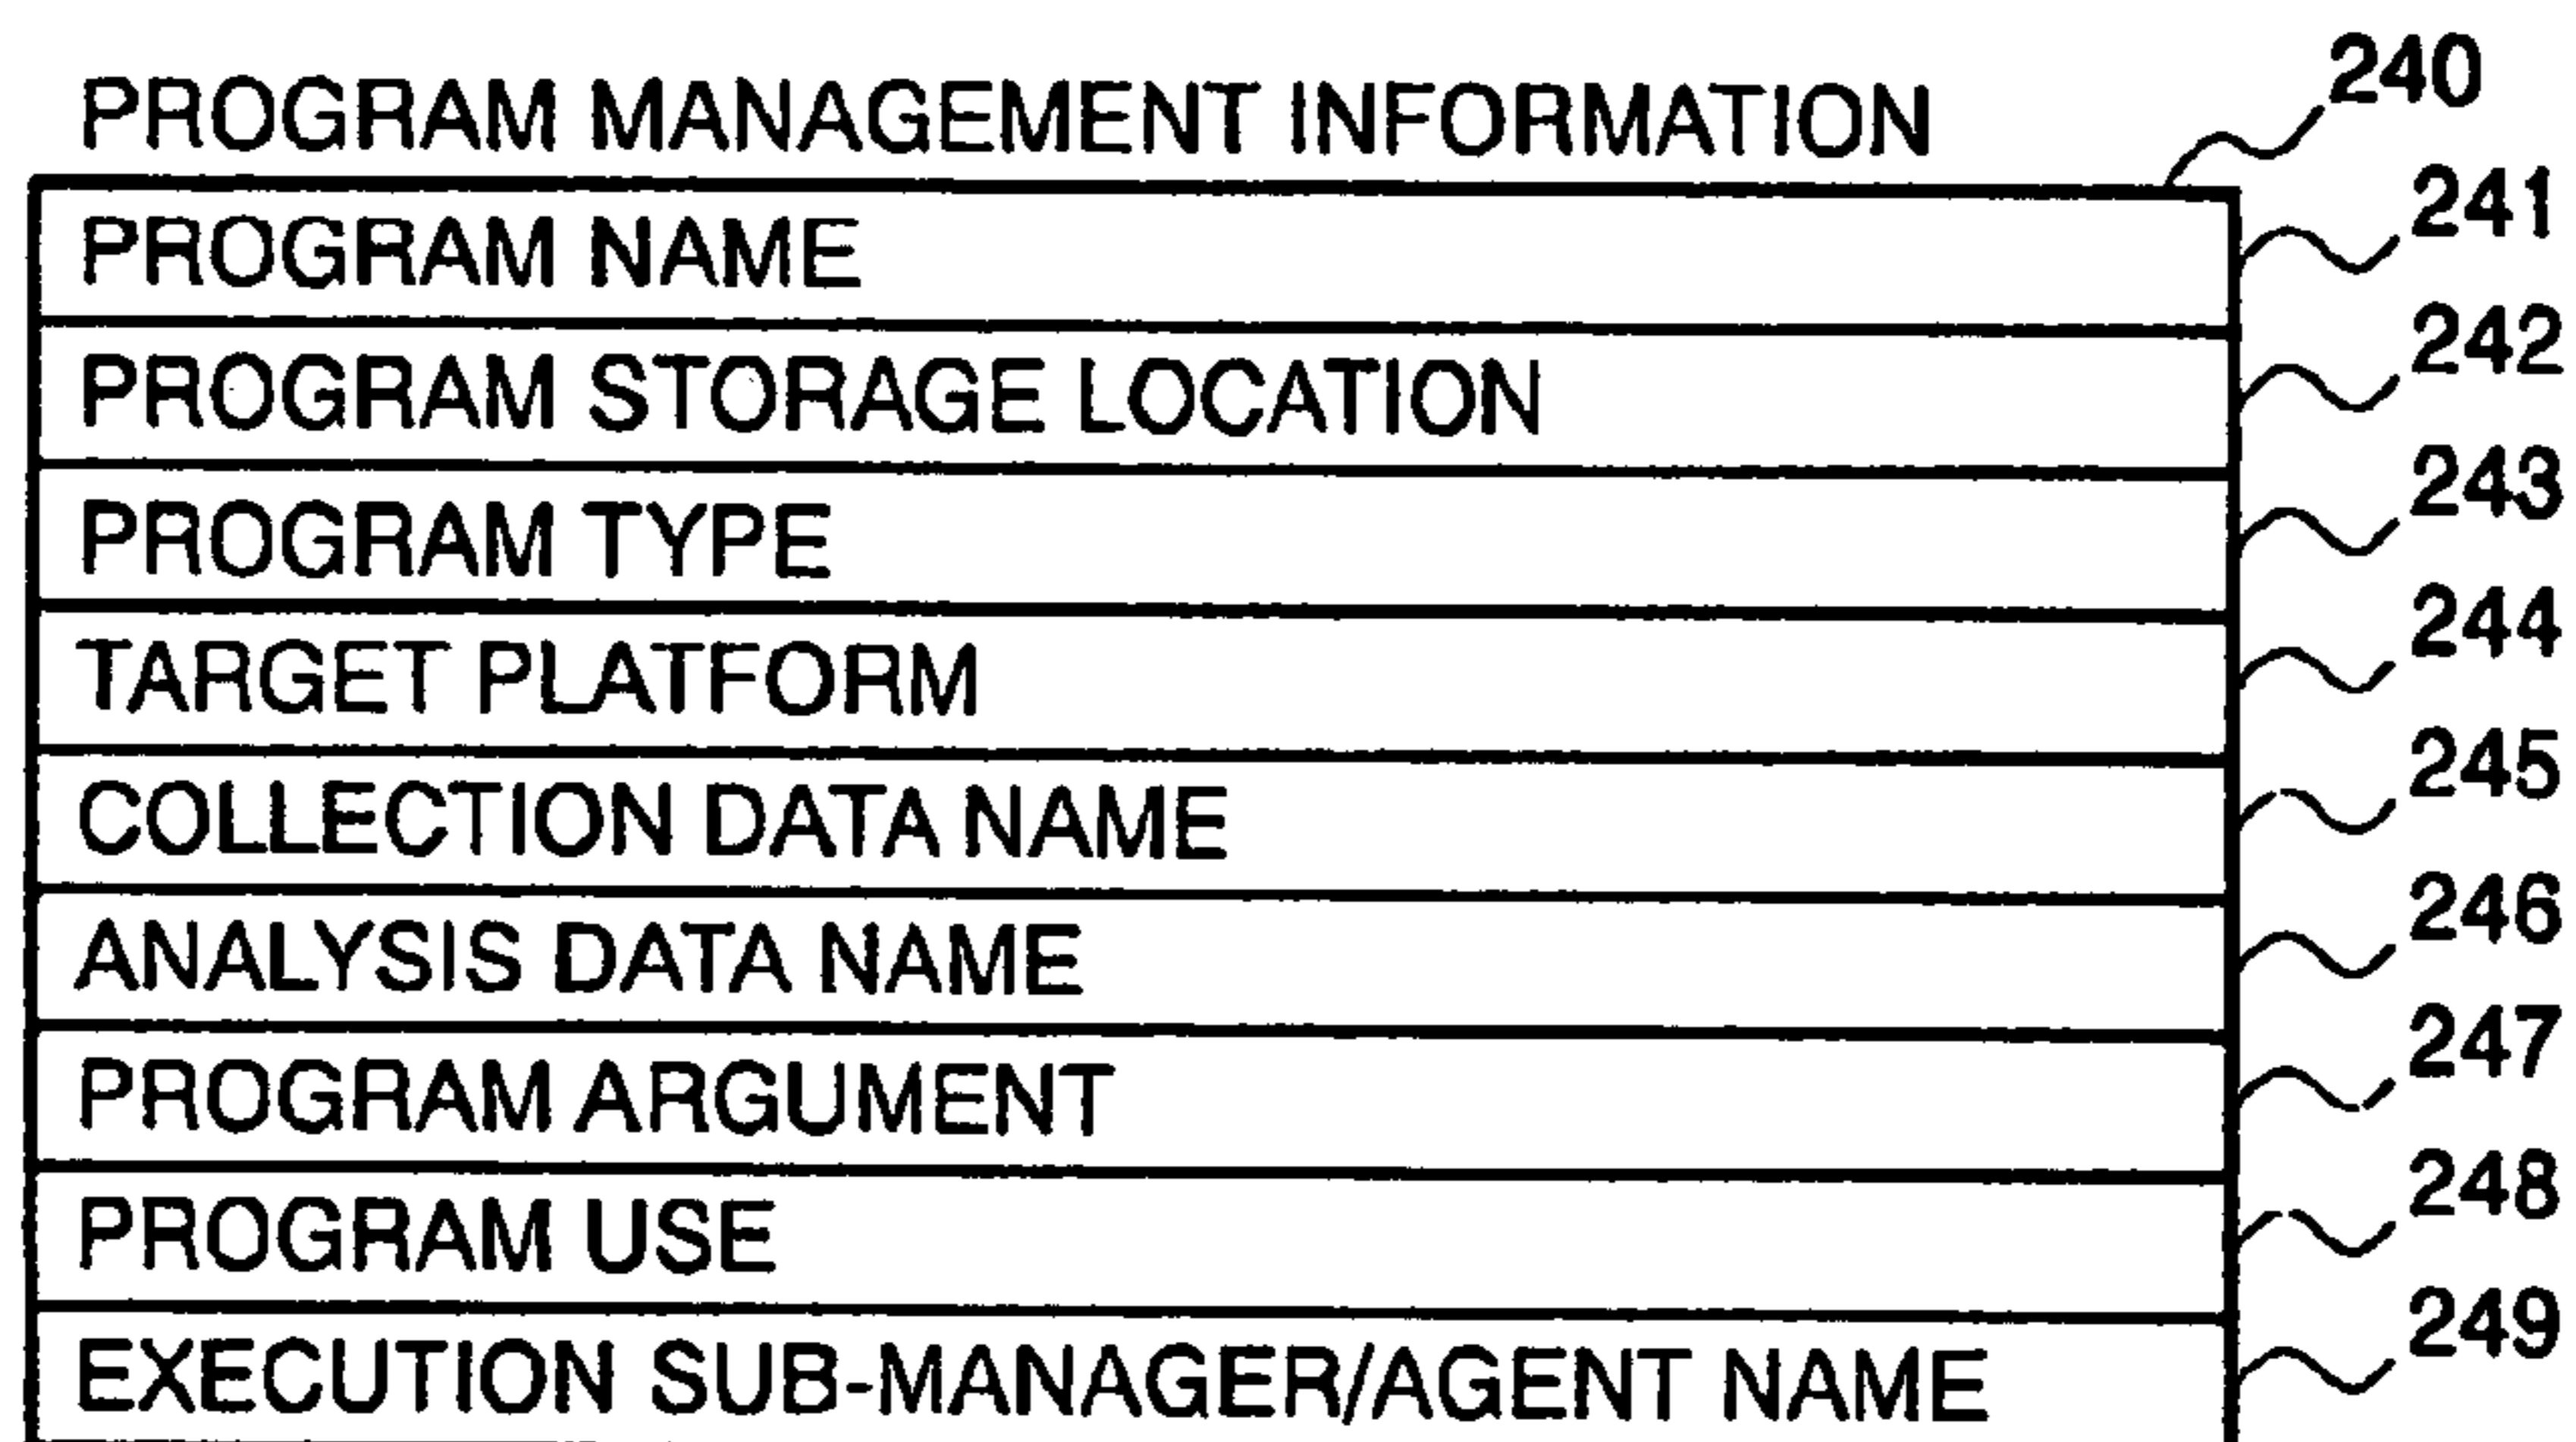 240
PROGRAM MANAGEMENT INFORMATION
PROGRAM NAME 241
PROGRAM STORAGE LOCATION 242
PROGRAM TYPE 243
TARGET PLATFORM 244
COLLECTION DATA NAME 245
ANALYSIS DATA NAME 246
PROGRAM ARGUMENT 247
PROGRAM USE 248
EXECUTION SUB-MANAGER/AGENT NAME 249